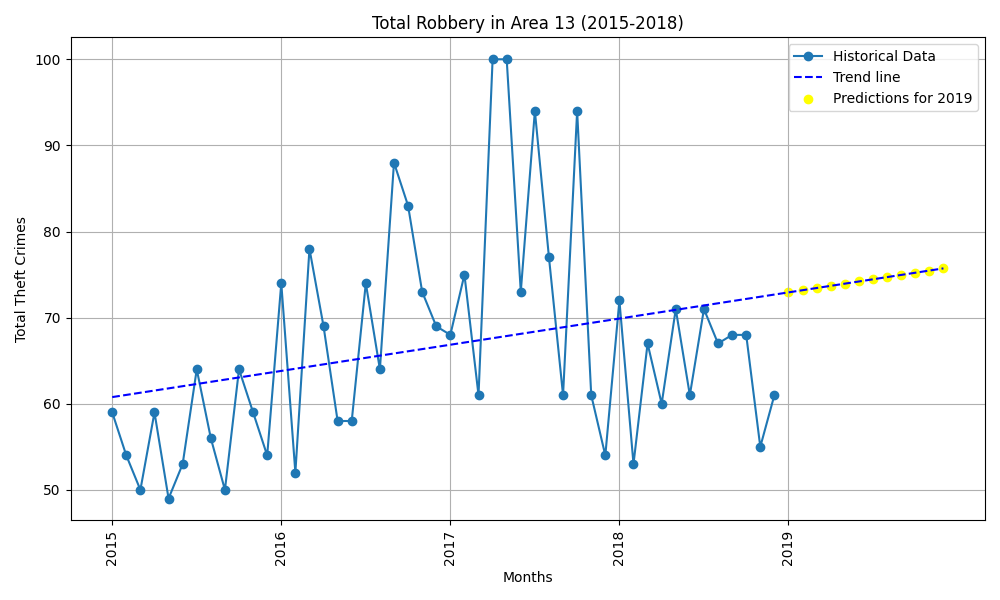 Total Robbery in Area 13 (2015-2018)
Historical Data
Trend line
Predictions for 2019
Total Theft Crimes
100
90
80
70
60
50
2015
2016
2017
2018
2019
Months